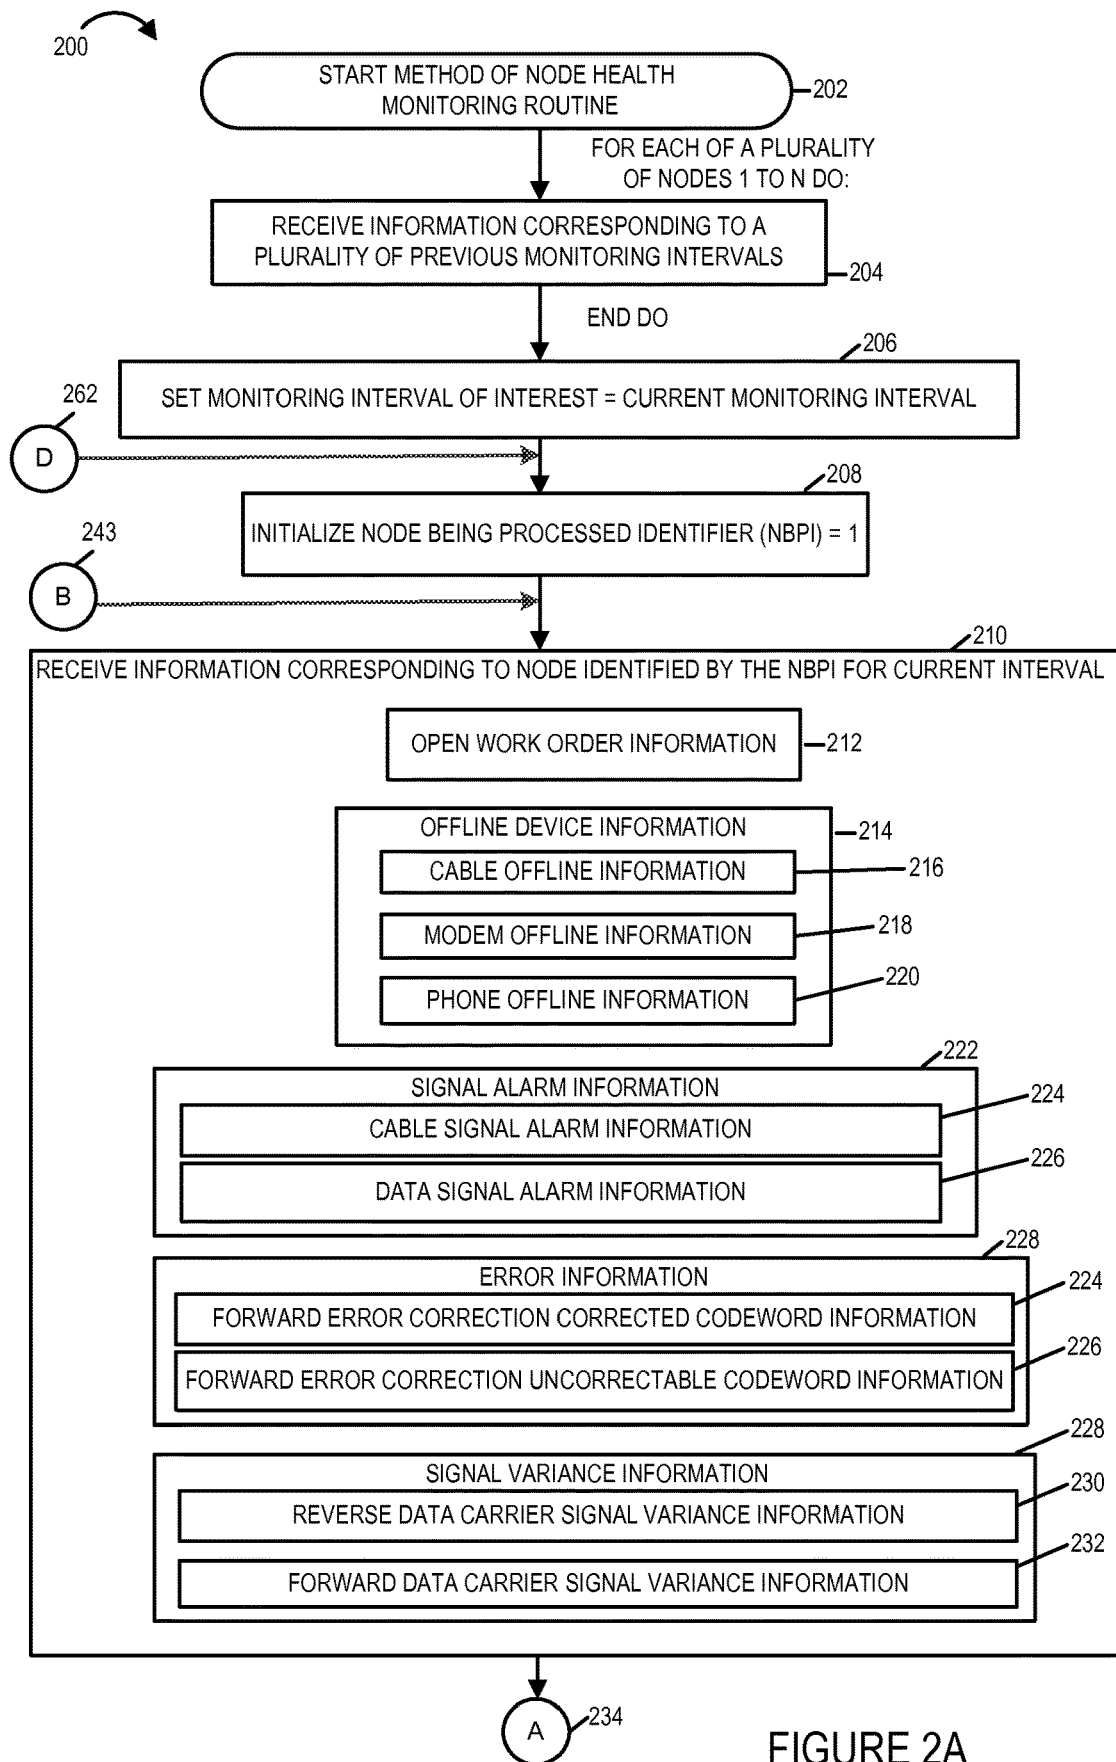 200
START METHOD OF NODE HEALTH
MONITORING ROUTINE
202
FOR EACH OF A PLURALITY
OF NODES 1 TO N DO:
RECEIVE INFORMATION CORRESPONDING TO A
PLURALITY OF PREVIOUS MONITORING INTERVALS
204
END DO
206
SET MONITORING INTERVAL OF INTEREST = CURRENT MONITORING INTERVAL
262
D
208
INITIALIZE NODE BEING PROCESSED IDENTIFIER (NBPI) = 1
243
B
210
RECEIVE INFORMATION CORRESPONDING TO NODE IDENTIFIED BY THE NBPI FOR CURRENT INTERVAL
OPEN WORK ORDER INFORMATION
212
OFFLINE DEVICE INFORMATION
214
CABLE OFFLINE INFORMATION
216
MODEM OFFLINE INFORMATION
218
PHONE OFFLINE INFORMATION
220
222
SIGNAL ALARM INFORMATION
224
CABLE SIGNAL ALARM INFORMATION
226
DATA SIGNAL ALARM INFORMATION
228
ERROR INFORMATION
224
FORWARD ERROR CORRECTION CORRECTED CODEWORD INFORMATION
226
FORWARD ERROR CORRECTION UNCORRECTABLE CODEWORD INFORMATION
228
SIGNAL VARIANCE INFORMATION
230
REVERSE DATA CARRIER SIGNAL VARIANCE INFORMATION
232
FORWARD DATA CARRIER SIGNAL VARIANCE INFORMATION
A
234
FIGURE 2A